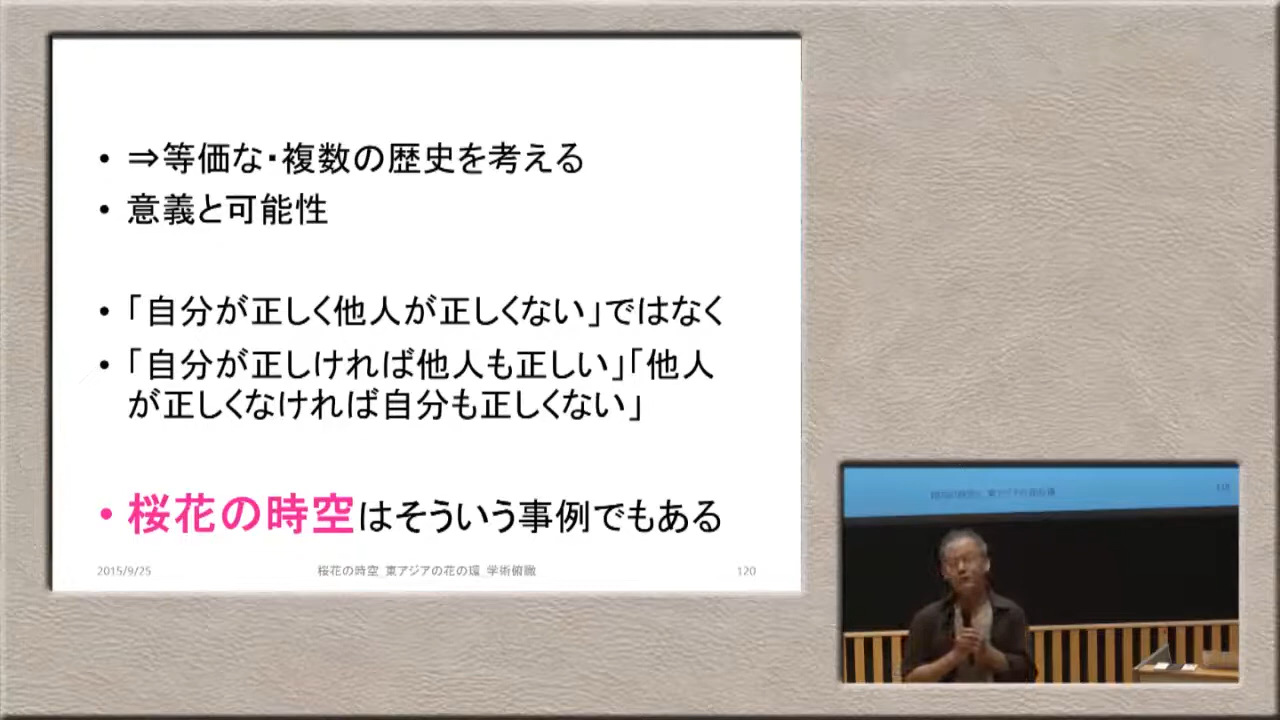 • ⇒等価な・複数の歴史を考える
• 意義と可能性
• 「自分が正しく他人が正しくない」ではなく
• 「自分が正しければ他人も正しい」「他人
が正しくなければ自分も正しくない」
• 桜花の時空はそういう事例でもある
2015/9/25 桜花の時空_東アジアの花の環_学術俯瞰 120